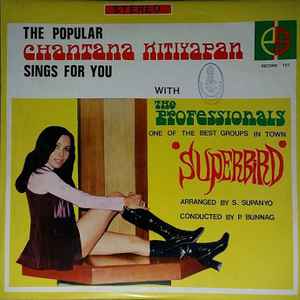 STEREO
THE POPULAR
Chantana Kitiyapan
SINGS FOR YOU
WITH
The Professionals
ONE OF THE BEST GROUPS IN TOWN
"SUPERBIRD"
ARRANGED BY S. SUPANYO
CONDUCTED BY P. BUNNAG